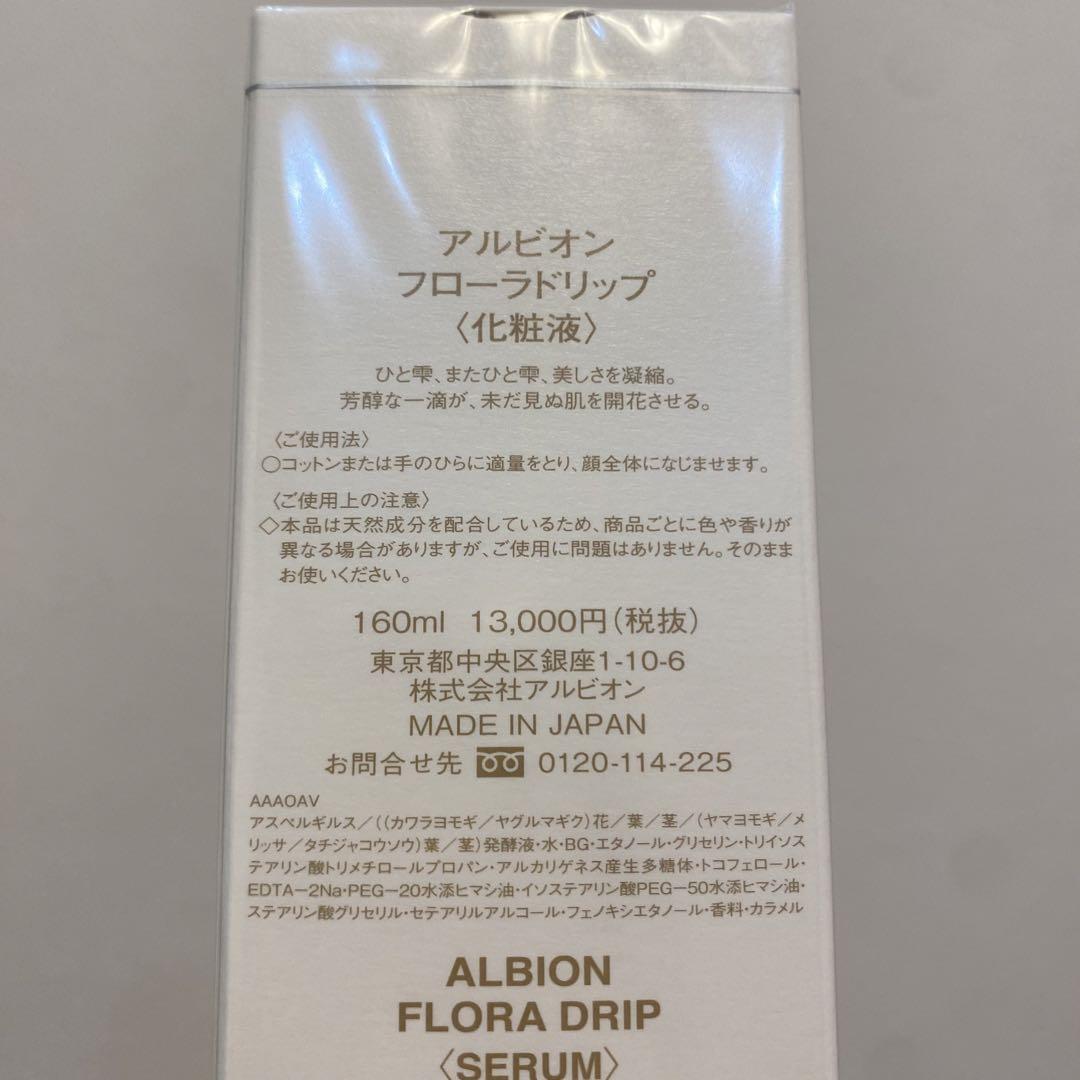 アルビオン
フローラドリップ
〈化粧液〉
ひと雫、またひと雫、美しさを凝縮。
芳醇な一滴が、未だ見ぬ肌を開花させる。
〈ご使用法〉
○コットンまたは手のひらに適量をとり、顔全体になじませます。
〈ご使用上の注意〉
◇本品は天然成分を配合しているため、商品ごとに色や香りが
異なる場合がありますが、ご使用に問題はありません。そのまま
お使いください。
160ml 13,000円(税抜)
東京都中央区銀座1-10-6
株式会社アルビオン
MADE IN JAPAN
お問合せ先 0120-114-225
AAAOAV
アスペルギルス／((カワラヨモギ／ヤグルマギク)花／葉／茎／(ヤマヨモギ／メ
リッサ／タチジャコウソウ)葉／茎)発酵液・水・BG・エタノール・グリセリン・トリイソス
テアリン酸トリメチロールプロパン・アルカリゲネス産生多糖体・トコフェロール・
EDTA－2Na・PEG－20水添ヒマシ油・イソステアリン酸PEG－50水添ヒマシ油・
ステアリン酸グリセリル・セテアリルアルコール・フェノキシエタノール・香料・カラメル
ALBION
FLORA DRIP
〈SERUM〉